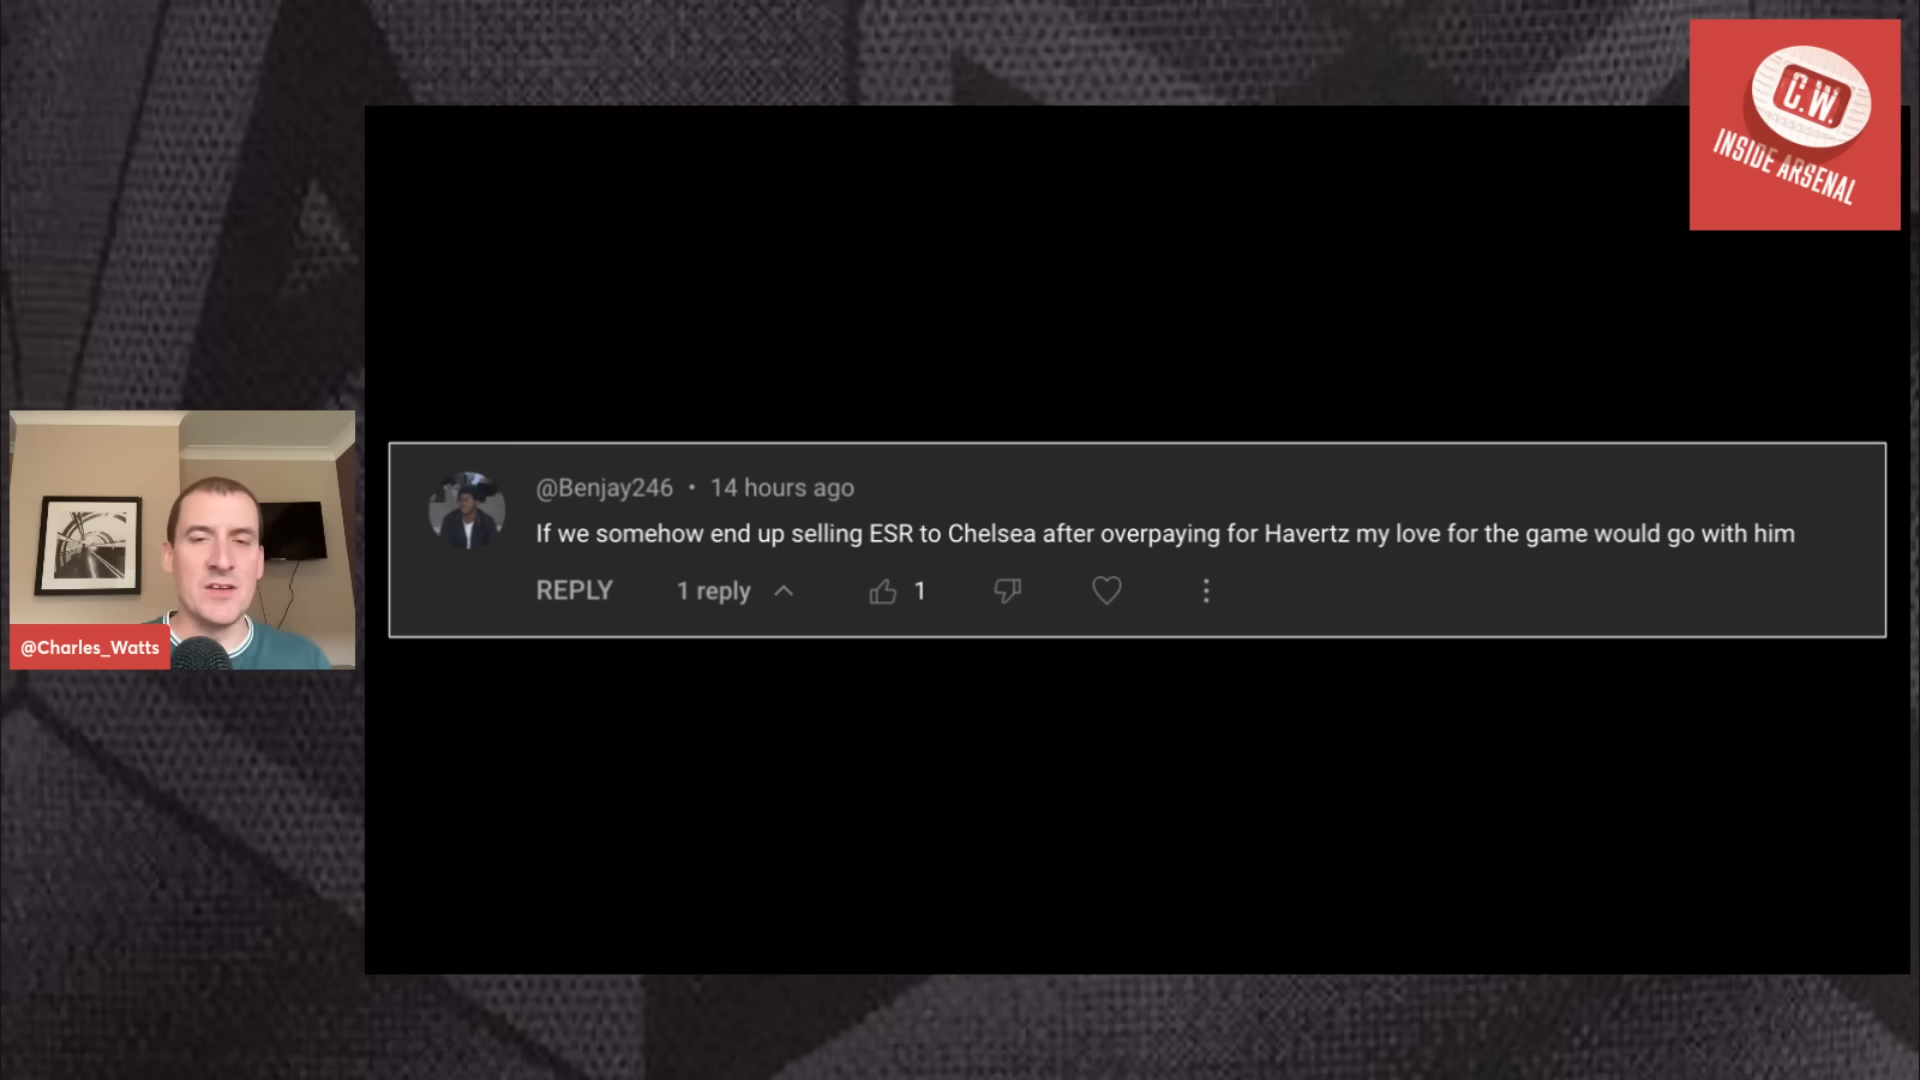 C.W.
INSIDE ARSENAL
@Benjay246 • 14 hours ago
If we somehow end up selling ESR to Chelsea after overpaying for Havertz my love for the game would go with him
REPLY 1 reply 1
@Charles_Watts